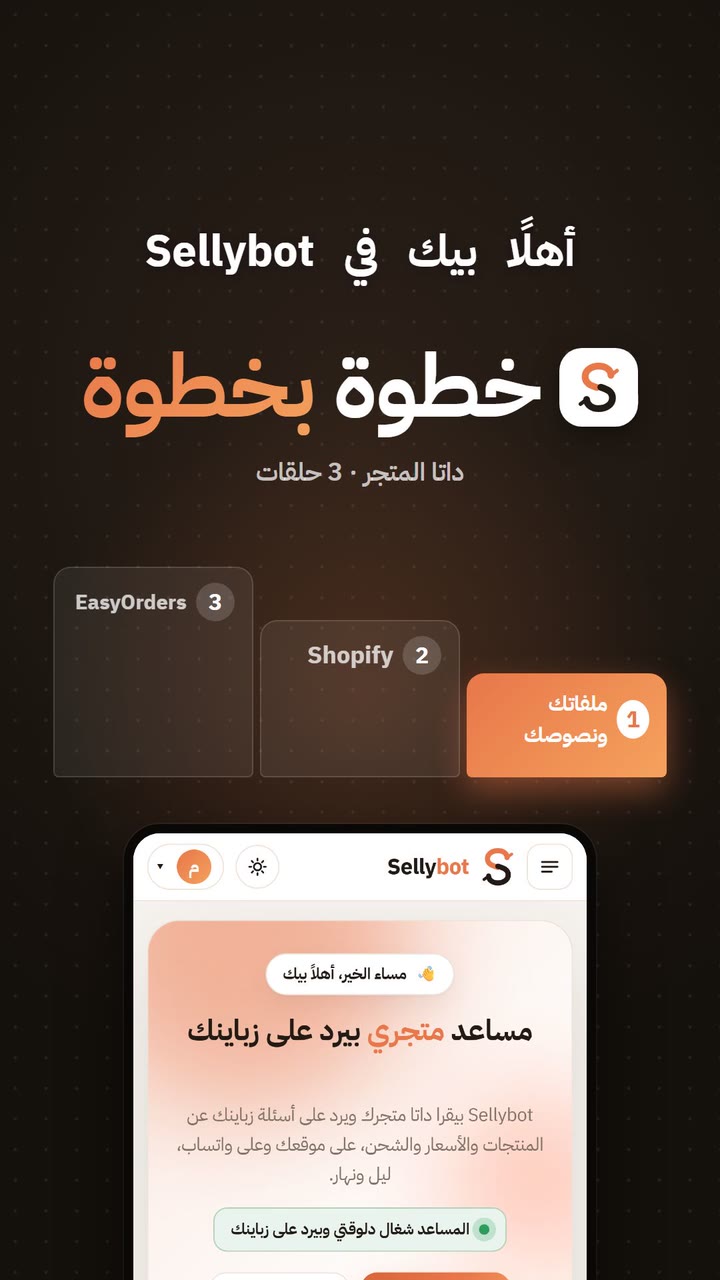 أهلًا بيك في Sellybot
خطوة بخطوة
داتا المتجر · 3 حلقات
1 ملفاتك ونصوصك
2 Shopify
3 EasyOrders
Sellybot
م
مساء الخير، أهلاً بيك
مساعد متجري بيرد على زباينك
Sellybot بيقرا داتا متجرك ويرد على أسئلة زباينك عن
المنتجات والأسعار والشحن، على موقعك وعلى واتساب،
ليل ونهار.
المساعد شغال دلوقتي وبيرد على زباينك